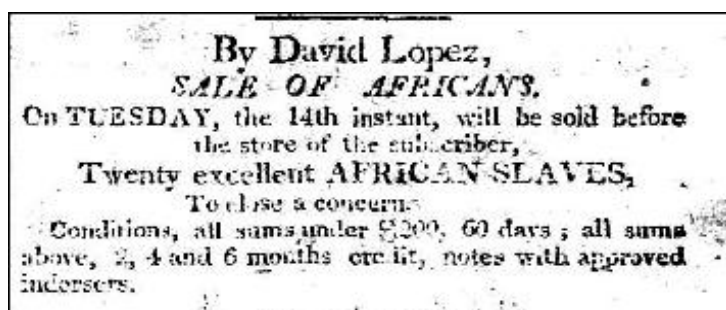 By David Lopez,
SALE OF AFRICANS.
On TUESDAY, the 14th instant, will be sold before
the store of the subscriber,
Twenty excellent AFRICAN SLAVES,
To close a concern.
Conditions, all sums under $200, 60 days ; all sums
above, 2, 4 and 6 months credit, notes with approved
indorsers.